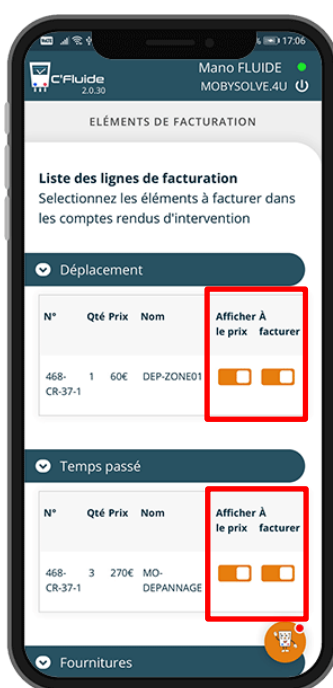 17:06
C'Fluide
2.0.30
Mano FLUIDE
MOBYSOLVE.4U
ELÉMENTS DE FACTURATION
Liste des lignes de facturation
Selectionnez les éléments à facturer dans
les comptes rendus d'intervention
Déplacement
N° Qté Prix Nom Afficher À
le prix facturer
468- 1 60€ DEP-ZONE01
CR-37-1
Temps passé
N° Qté Prix Nom Afficher À
le prix facturer
468- 3 270€ MO-
CR-37-1 DEPANNAGE
Fournitures